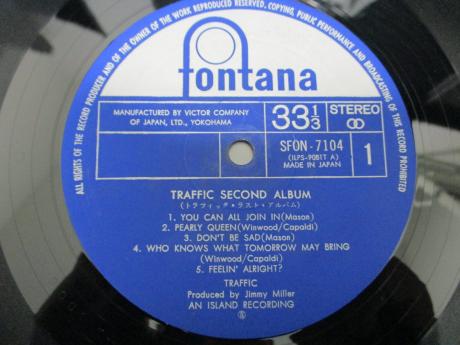 ALL RIGHTS OF THE RECORD PRODUCER AND OF THE OWNER OF THE WORK REPRODUCED RESERVED, COPYING, PUBLIC PERFORMANCE AND BROADCASTING OF THIS RECORD PROHIBITED
fontana
MANUFACTURED BY VICTOR COMPANY
OF JAPAN, LTD., YOKOHAMA
33 1/3
STEREO
SFON-7104
(ILPS-9081T A)
MADE IN JAPAN
1
TRAFFIC SECOND ALBUM
(トラフィック・ラスト・アルバム)
1. YOU CAN ALL JOIN IN(Mason)
2. PEARLY QUEEN(Winwood/Capaldi)
3. DON'T BE SAD(Mason)
4. WHO KNOWS WHAT TOMORROW MAY BRING
(Winwood/Capaldi)
5. FEELIN' ALRIGHT?
TRAFFIC
Produced by Jimmy Miller
AN ISLAND RECORDING